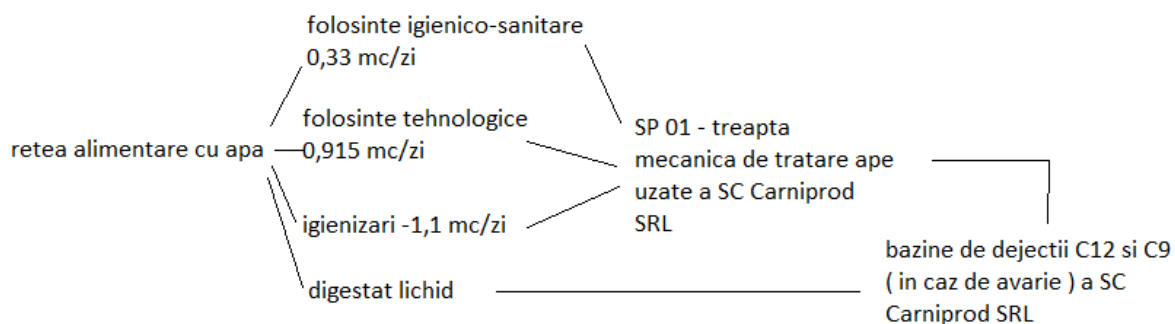 folosinte igienico-sanitare
0,33 mc/zi
folosinte tehnologice
0,915 mc/zi
retea alimentare cu apa
igienizari -1,1 mc/zi
digestat lichid
SP 01 - treapta
mecanica de tratare ape
uzate a SC Carniprod
SRL
bazine de dejectii C12 si C9
( in caz de avarie ) a SC
Carniprod SRL